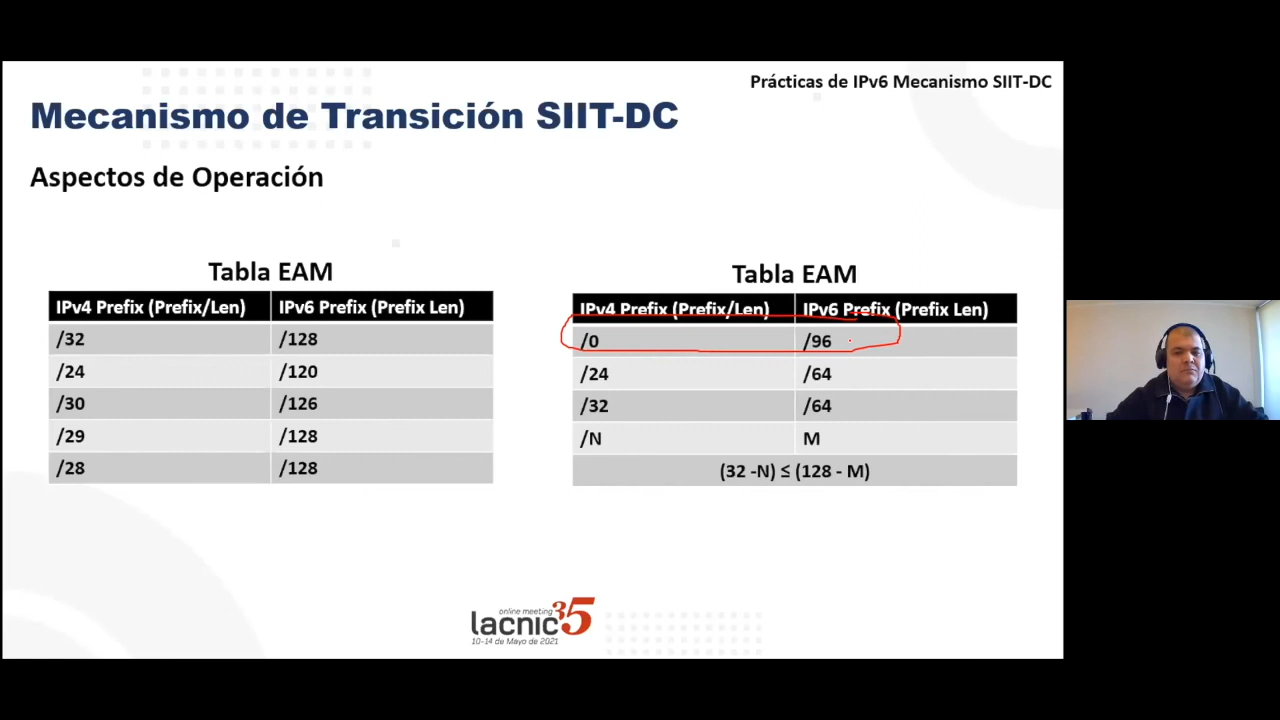 Prácticas de IPv6 Mecanismo SIIT-DC
Mecanismo de Transición SIIT-DC
Aspectos de Operación
Tabla EAM
IPv4 Prefix (Prefix/Len) IPv6 Prefix (Prefix Len)
/32 /128
/24 /120
/30 /126
/29 /128
/28 /128
Tabla EAM
IPv4 Prefix (Prefix/Len) IPv6 Prefix (Prefix Len)
/0 /96
/24 /64
/32 /64
/N M
(32 -N) ≤ (128 - M)
online meeting
lacnic35
10-14 de Mayo de 2021